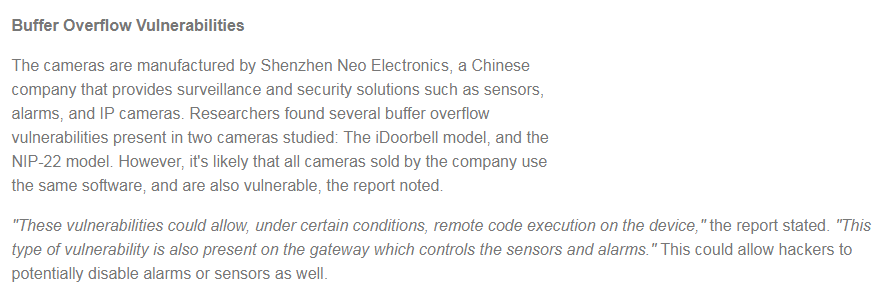 Buffer Overflow Vulnerabilities
The cameras are manufactured by Shenzhen Neo Electronics, a Chinese
company that provides surveillance and security solutions such as sensors,
alarms, and IP cameras. Researchers found several buffer overflow
vulnerabilities present in two cameras studied: The iDoorbell model, and the
NIP-22 model. However, it's likely that all cameras sold by the company use
the same software, and are also vulnerable, the report noted.
"These vulnerabilities could allow, under certain conditions, remote code execution on the device," the report stated. "This
type of vulnerability is also present on the gateway which controls the sensors and alarms." This could allow hackers to
potentially disable alarms or sensors as well.